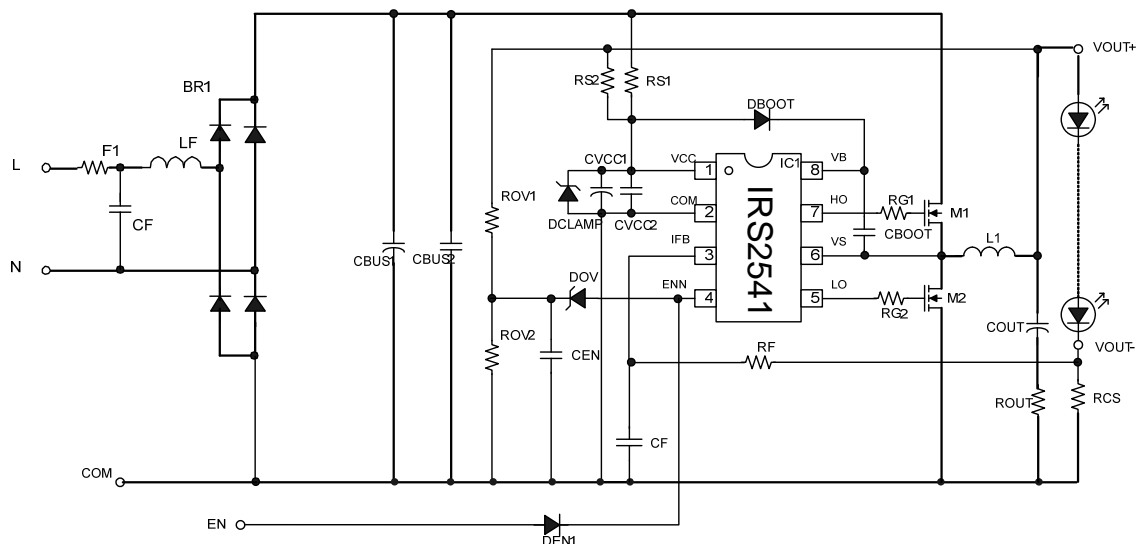 VOUT+
RS2
RS1
BR1
DBOOT
F1
LF
L
CVCC1
VCC
1
IC1
8
VB
ROV1
COM
2
7
HO
RG1
M1
CF
DCLAMP
CVCC2
CBOOT
L1
N
CBUS1
CBUS2
IFB
3
6
VS
DOV
ENN
4
5
LO
IRS2541
M2
RG2
ROV2
CEN
RF
COUT
VOUT-
ROUT
RCS
CF
COM
EN
DEN1